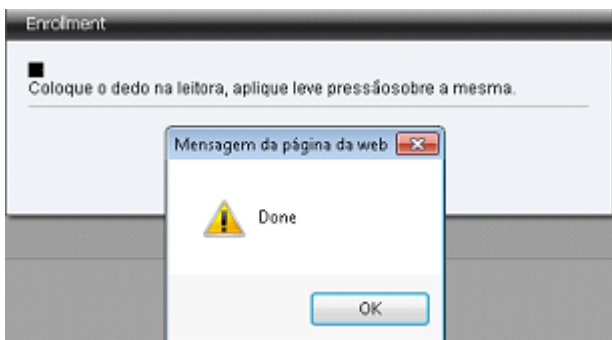 Enrollment
Coloque o dedo na leitora, aplique leve pressãosobre a mesma.
Mensagem da página da web
Done
OK